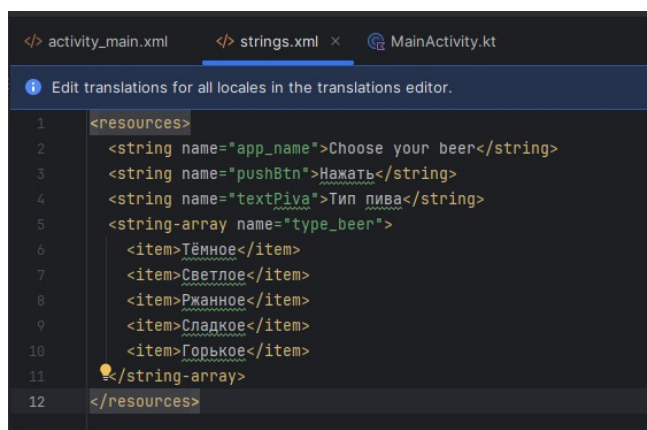 activity_main.xml strings.xml MainActivity.kt
Edit translations for all locales in the translations editor.
1 <resources>
2 <string name="app_name">Choose your beer</string>
3 <string name="pushBtn">Нажать</string>
4 <string name="textPiva">Тип пива</string>
5 <string-array name="type_beer">
6 <item>Тёмное</item>
7 <item>Светлое</item>
8 <item>Ржанное</item>
9 <item>Сладкое</item>
10 <item>Горькое</item>
11 </string-array>
12 </resources>